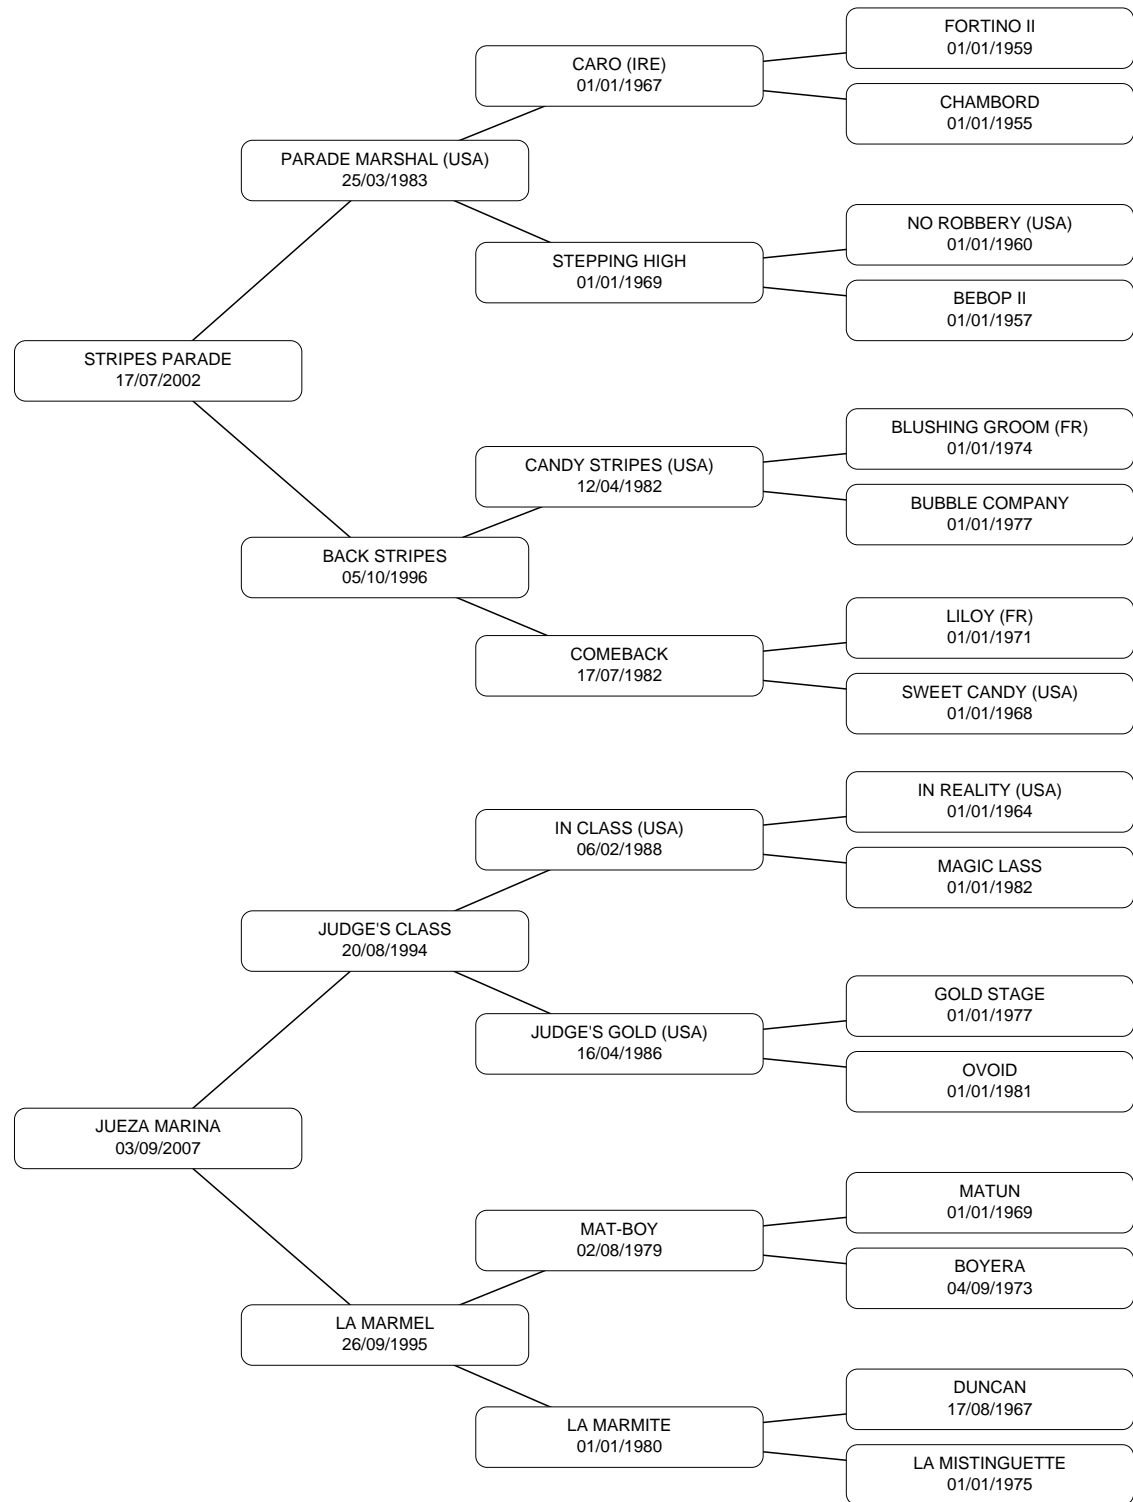 FORTINO II
01/01/1959
CARO (IRE)
01/01/1967
CHAMBORD
01/01/1955
PARADE MARSHAL (USA)
25/03/1983
NO ROBBERY (USA)
01/01/1960
STEPPING HIGH
01/01/1969
BEBOP II
01/01/1957
STRIPES PARADE
17/07/2002
BLUSHING GROOM (FR)
01/01/1974
CANDY STRIPES (USA)
12/04/1982
BUBBLE COMPANY
01/01/1977
BACK STRIPES
05/10/1996
LILOY (FR)
01/01/1971
COMEBACK
17/07/1982
SWEET CANDY (USA)
01/01/1968
IN REALITY (USA)
01/01/1964
IN CLASS (USA)
06/02/1988
MAGIC LASS
01/01/1982
JUDGE'S CLASS
20/08/1994
GOLD STAGE
01/01/1977
JUDGE'S GOLD (USA)
16/04/1986
OVOID
01/01/1981
JUEZA MARINA
03/09/2007
MATUN
01/01/1969
MAT-BOY
02/08/1979
BOYERA
04/09/1973
LA MARMEL
26/09/1995
DUNCAN
17/08/1967
LA MARMITE
01/01/1980
LA MISTINGUETTE
01/01/1975